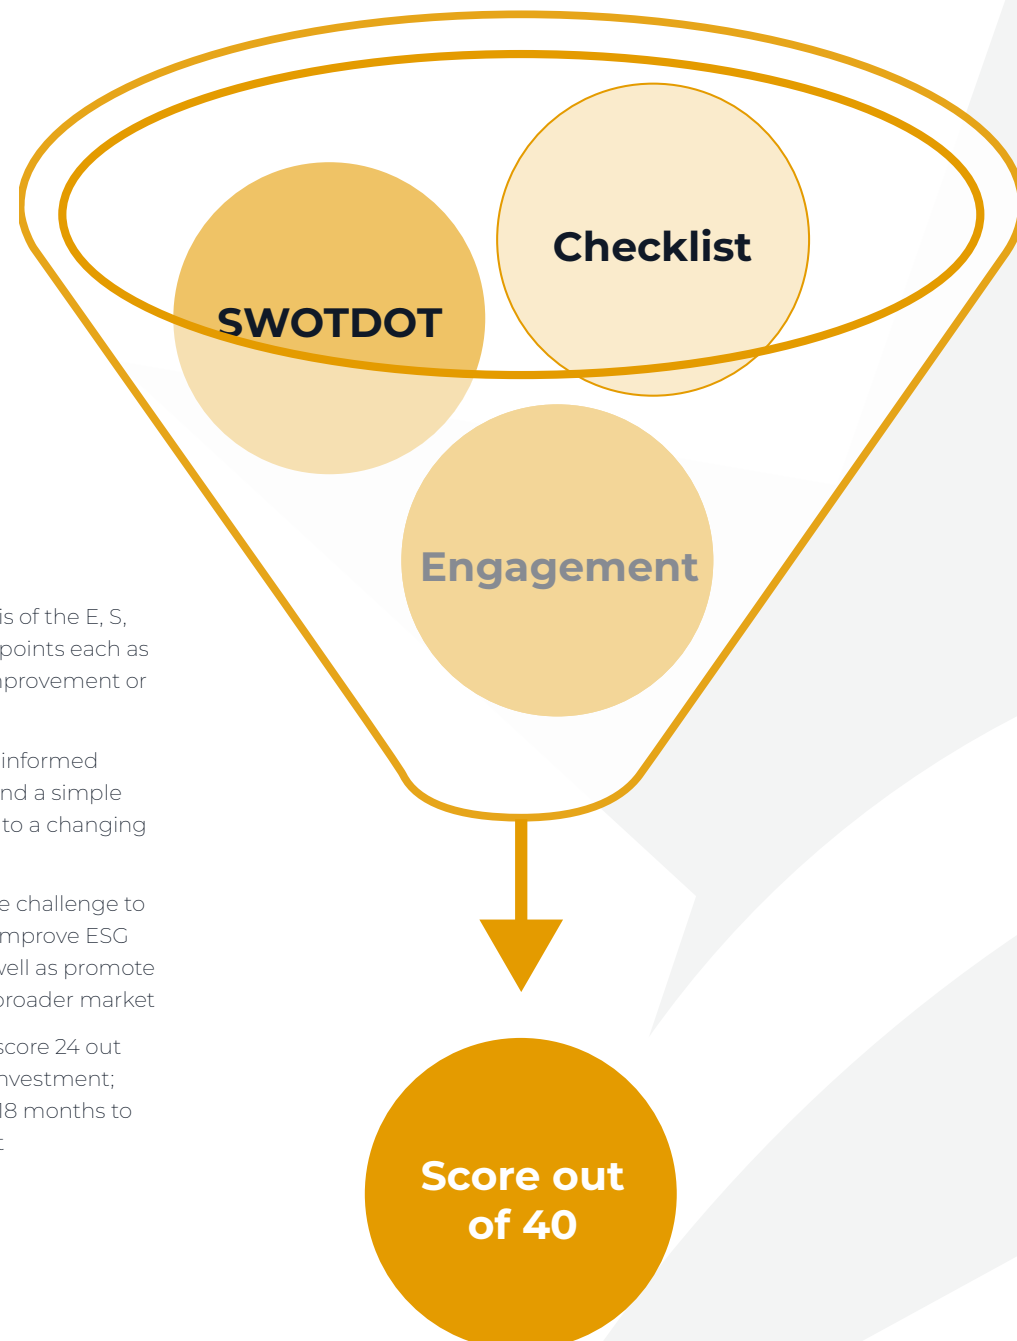 Checklist
SWOTDOT
Engagement
is of the E, S,
points each as
nprovement or
informed
nd a simple
to a changing
e challenge to
improve ESG
vell as promote
broader market
score 24 out
nvestment;
18 months to
Score out
of 40